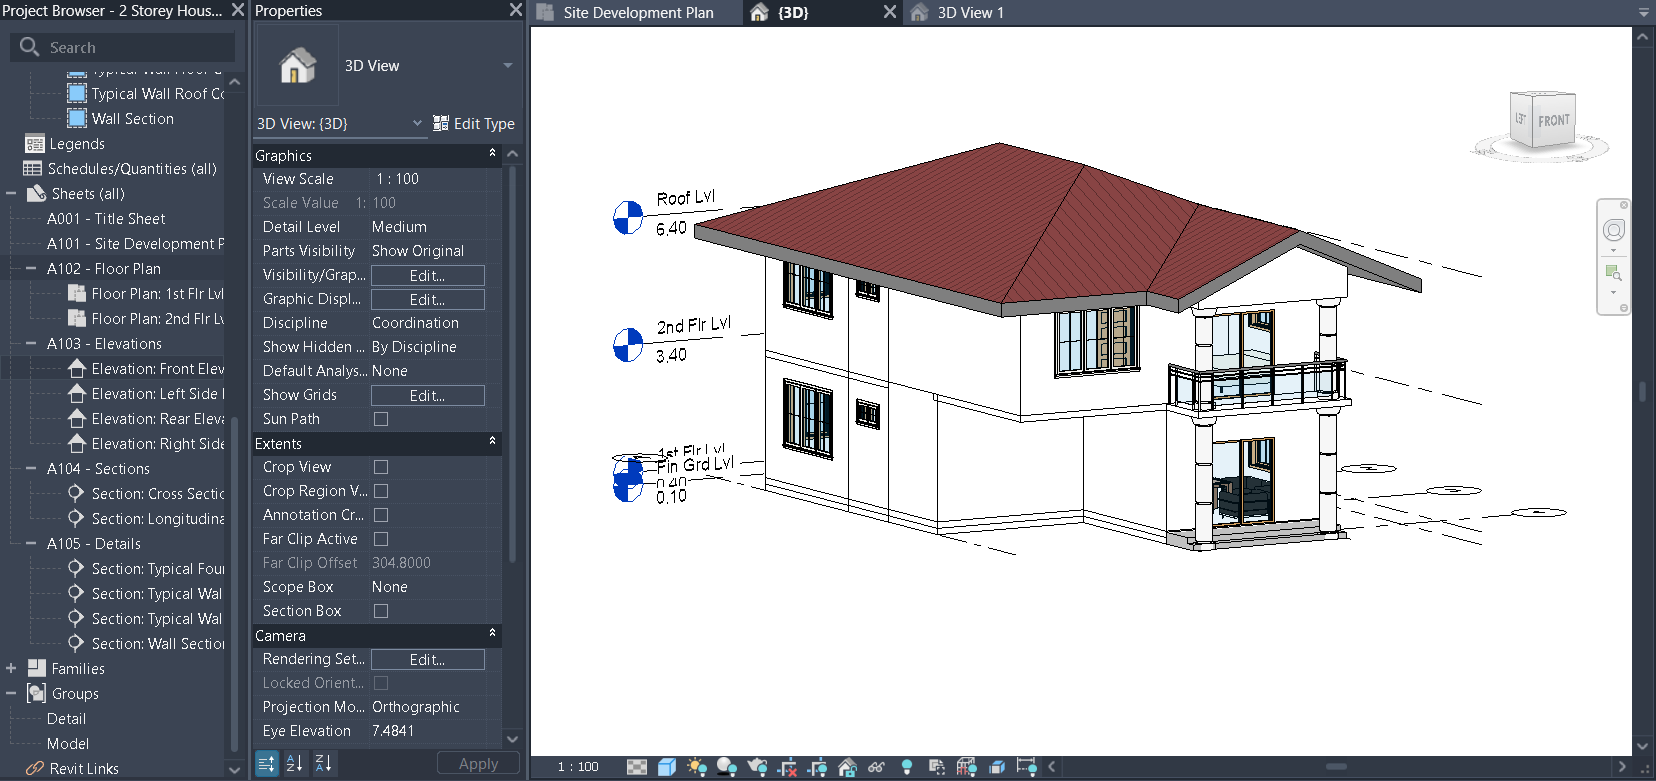 Project Browser - 2 Storey Hous...
Search
Typical Wall Roof Co
Wall Section
Legends
Schedules/Quantities (all)
Sheets (all)
A001 - Title Sheet
A101 - Site Development P
A102 - Floor Plan
Floor Plan: 1st Flr Lvl
Floor Plan: 2nd Flr Lv
A103 - Elevations
Elevation: Front Elev
Elevation: Left Side
Elevation: Rear Eleva
Elevation: Right Side
A104 - Sections
Section: Cross Sectio
Section: Longitudina
A105 - Details
Section: Typical Four
Section: Typical Wal
Section: Typical Wal
Section: Wall Section
Families
Groups
Detail
Model
Revit Links
Properties
3D View
3D View: {3D}
Edit Type
Graphics
View Scale 1 : 100
Scale Value 1: 100
Detail Level Medium
Parts Visibility Show Original
Visibility/Grap... Edit...
Graphic Displ... Edit...
Discipline Coordination
Show Hidden ... By Discipline
Default Analys... None
Show Grids Edit...
Sun Path
Extents
Crop View
Crop Region V...
Annotation Cr...
Far Clip Active
Far Clip Offset 304.8000
Scope Box None
Section Box
Camera
Rendering Set... Edit...
Locked Orient...
Projection Mo... Orthographic
Eye Elevation 7.4841
Apply
Site Development Plan
{3D}
3D View 1
Roof Lvl
6.40
2nd Flr Lvl
3.40
1st Flr Lvl
Fin Grd Lvl
0.40
0.10
LEFT
FRONT
1 : 100